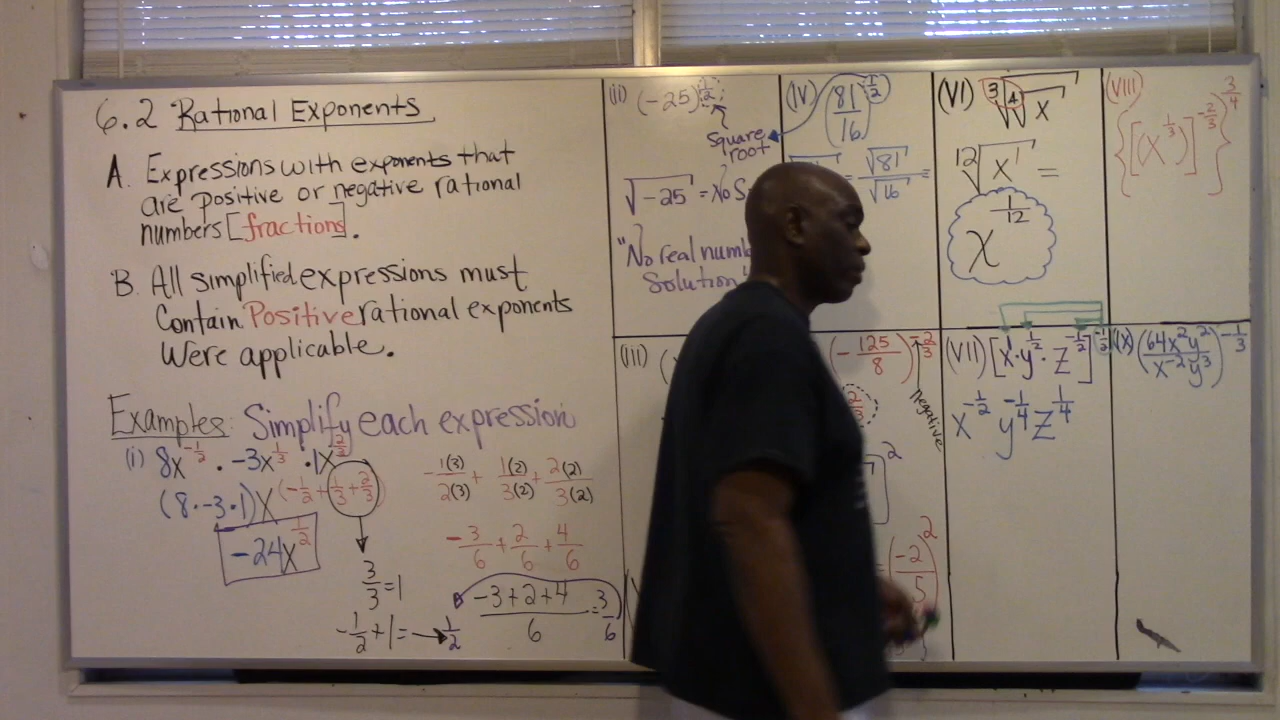 6.2 Rational Exponents
A. Expressions with exponents that
are positive or negative rational
numbers [fractions].
B. All simplified expressions must
Contain Positive rational exponents
Were applicable.
Examples: Simplify each expression
(i) 8x^{-1/2} · -3x^{1/3} · 1x^{2/3}
(8·-3·1)x^{(-1/2 + 1/3 + 2/3)}
-24x^{1/2}
3/3 = 1
-1/2 + 1 = → 1/2
-1(3)/2(3) + 1(2)/3(2) + 2(2)/3(2)
-3/6 + 2/6 + 4/6
-3+2+4/6 = 3/6
(ii) (-25)^{1/2}
Square
root
√-25 = No
"No real
Solution"
(iii)
(IV) (81/16)^{1/2}
= √81/√16 =
(-125/8)^{-2/3}
negative
2/3
2
= (-2/5)^2
(VI) ∛∜x
¹²√x^1 =
x^{1/12}
(VII) [x^1·y^{1/2}·z^{-1/2}]
x^{-1/2} y^{-1/4} z^{1/4}
(VIII) {[(x^{1/3})]^{-2/3}}^{3/4}
(IX) (64x^2y^2/x^{-2}y^3)^{-1/3}